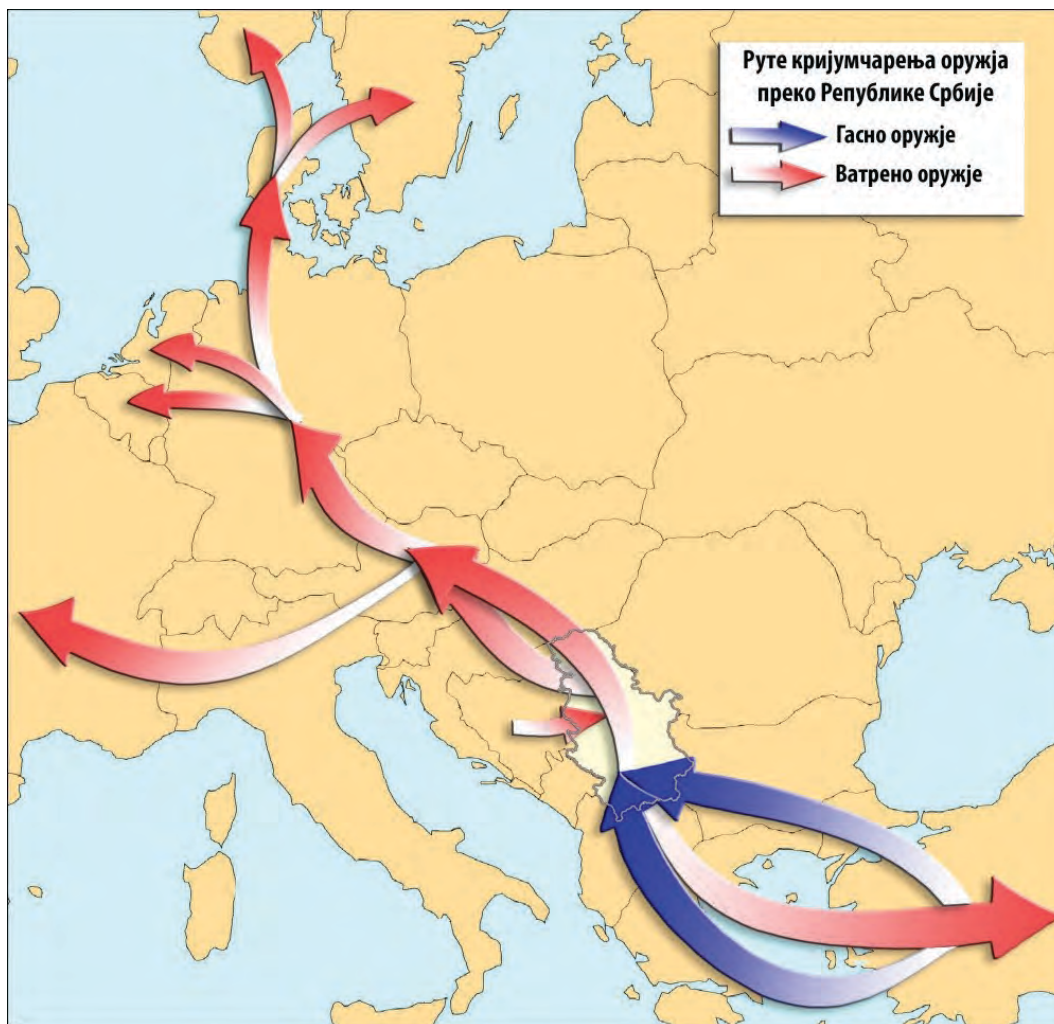 Руте кријумчарења оружја
преко Републике Србије
Гасно оружје
Ватрено оружје